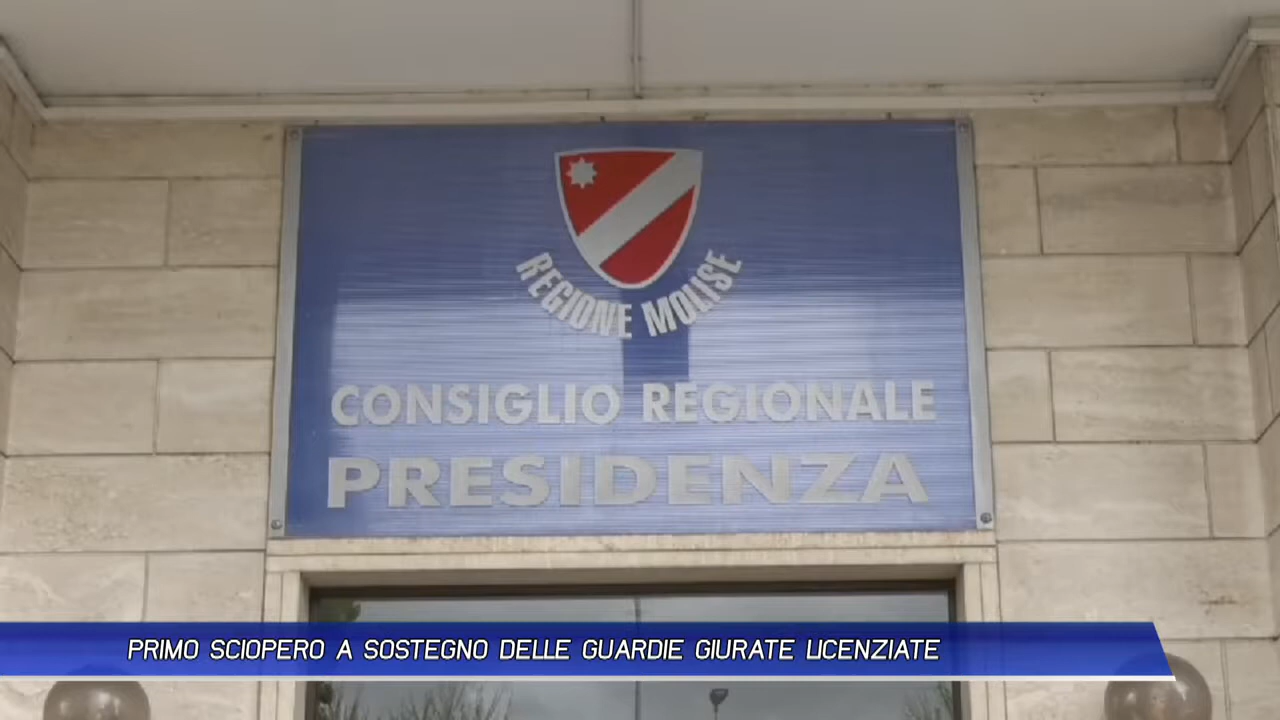 REGIONE MOLISE
CONSIGLIO REGIONALE
PRESIDENZA
PRIMO SCIOPERO A SOSTEGNO DELLE GUARDIE GIURATE LICENZIATE